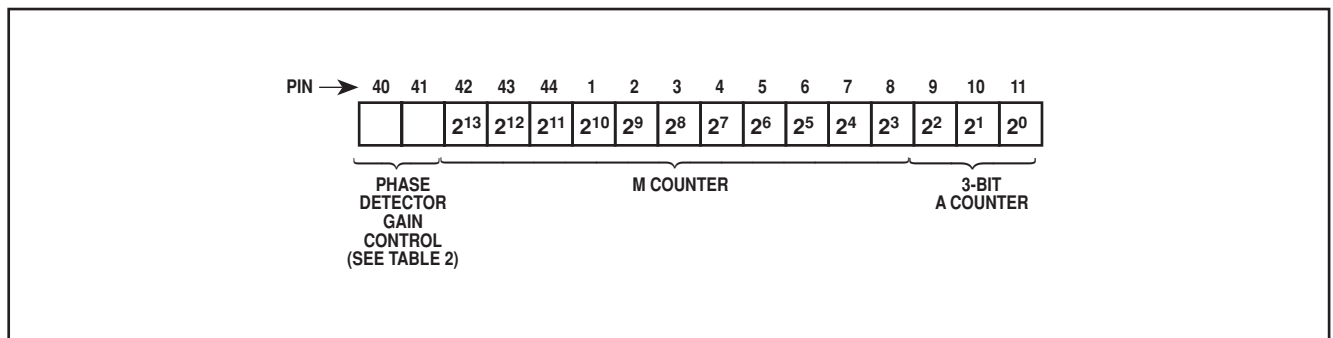 PIN → 40 41 42 43 44 1 2 3 4 5 6 7 8 9 10 11
2¹³ 2¹² 2¹¹ 2¹⁰ 2⁹ 2⁸ 2⁷ 2⁶ 2⁵ 2⁴ 2³ 2² 2¹ 2⁰
PHASE
DETECTOR
GAIN
CONTROL
(SEE TABLE 2)
M COUNTER
3-BIT
A COUNTER